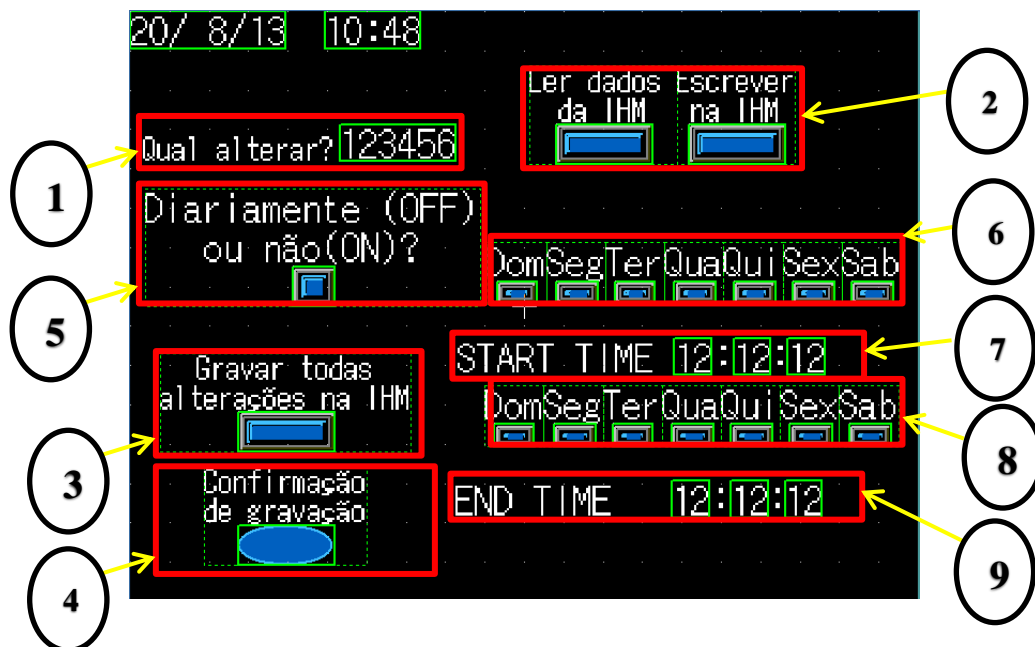 20/ 8/13 10:48
Ler dados
da IHM
Escrever
na IHM
2
Qual alterar? 123456
1
Diariamente (OFF)
ou não(ON)?
5
Dom Seg Ter Qua Qui Sex Sab
6
START TIME 12:12:12
7
Gravar todas
alterações na IHM
3
Dom Seg Ter Qua Qui Sex Sab
8
Confirmação
de gravação
4
END TIME 12:12:12
9